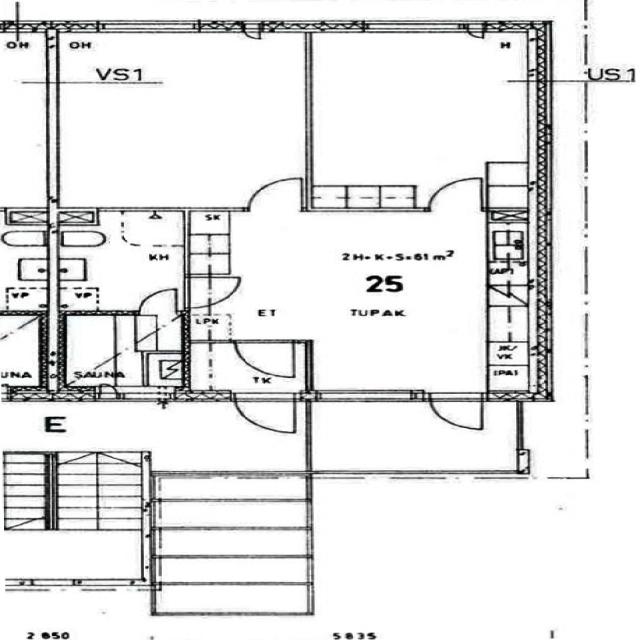 OH
OH
H
VS1
US1
SK
KH
2H+K+S=61 m²
25
(AP)
VP
VP
ET
TUPAK
LPK
JK/
VK
UNA
SAUNA
TK
(PA)
E
2 850
5 835